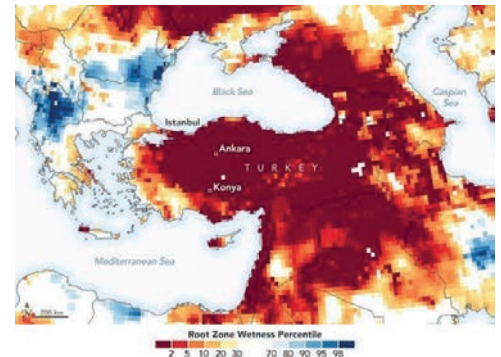 Black Sea
Caspian
Sea
Istanbul
Ankara
TURKEY
Konya
Mediterranean Sea
N
Root Zone Wetness Percentile
2 5 10 20 30 70 80 90 95 98